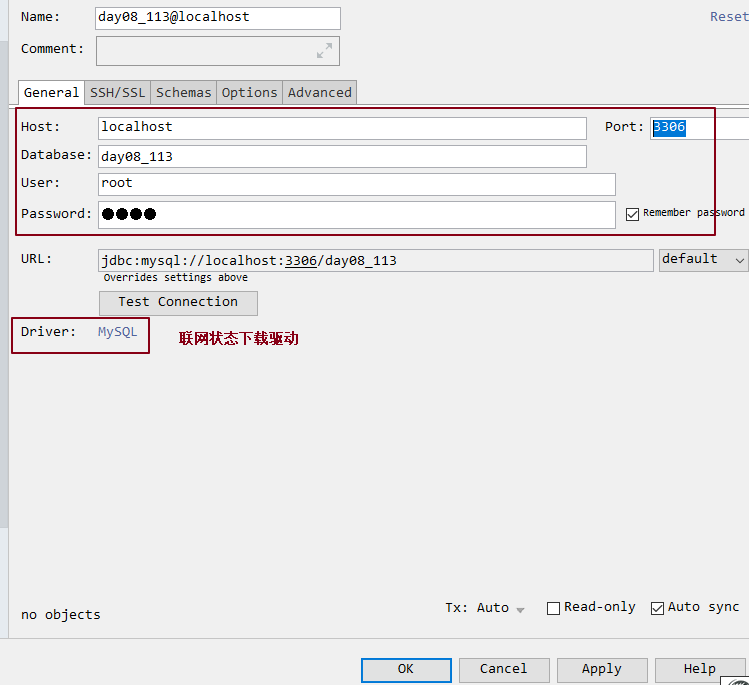 Name: day08_113@localhost Reset
Comment:
General SSH/SSL Schemas Options Advanced
Host: localhost Port: 3306
Database: day08_113
User: root
Password: ●●●● Remember password
URL: jdbc:mysql://localhost:3306/day08_113 default
Overrides settings above
Test Connection
Driver: MySQL 联网状态下载驱动
Tx: Auto Read-only Auto sync
no objects
OK Cancel Apply Help